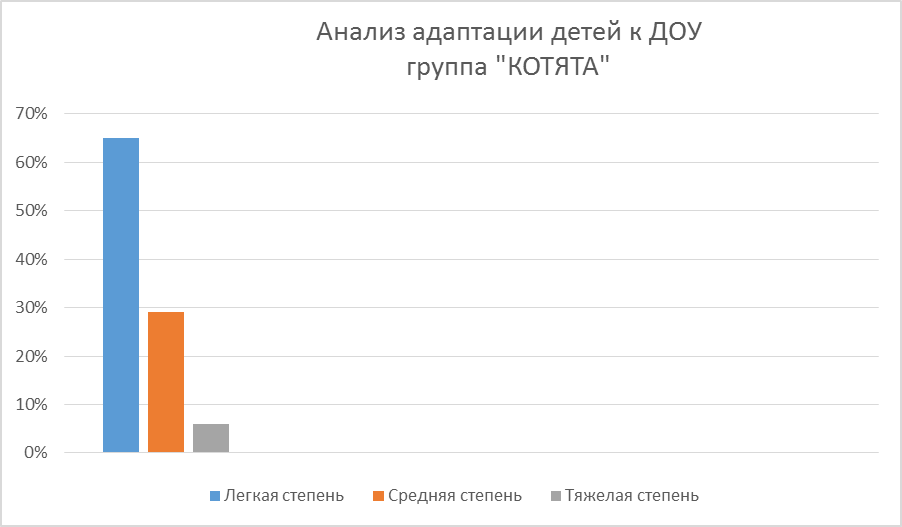 Анализ адаптации детей к ДОУ
группа "КОТЯТА"
70%
60%
50%
40%
30%
20%
10%
0%
Легкая степень
Средняя степень
Тяжелая степень